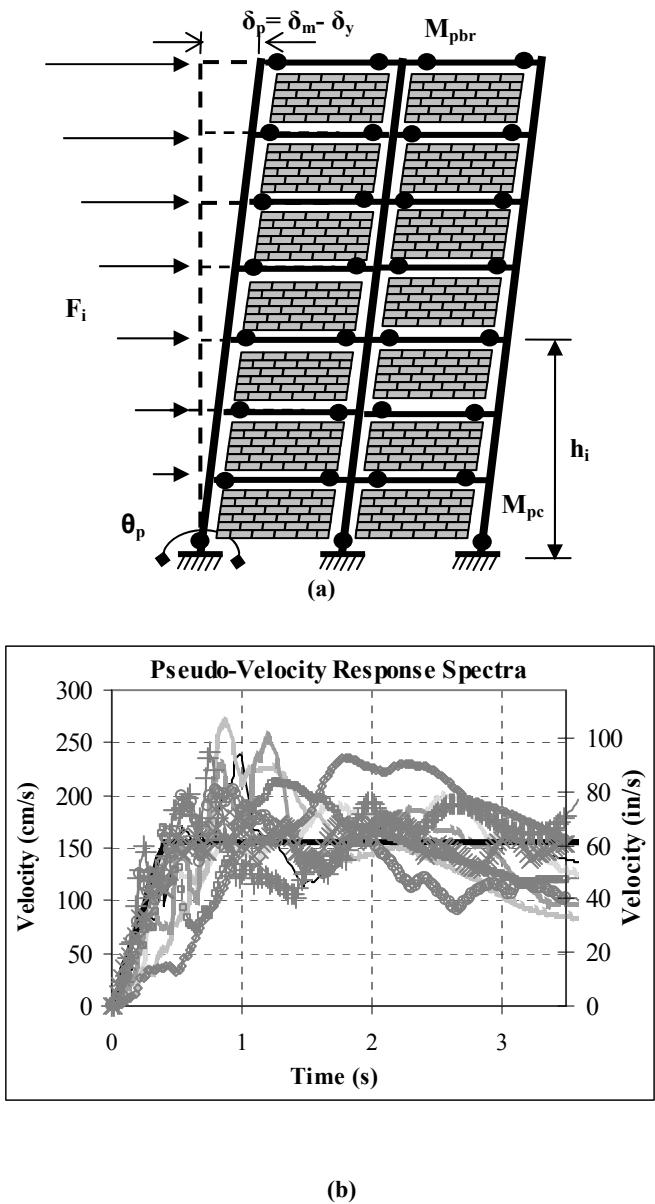 δp= δm- δy
Mpbr
Fi
hi
Mpc
θp
(a)
Pseudo-Velocity Response Spectra
300
250
200
150
100
50
0
100
80
60
40
20
0
Velocity (cm/s)
Velocity (in/s)
0 1 2 3
Time (s)
(b)